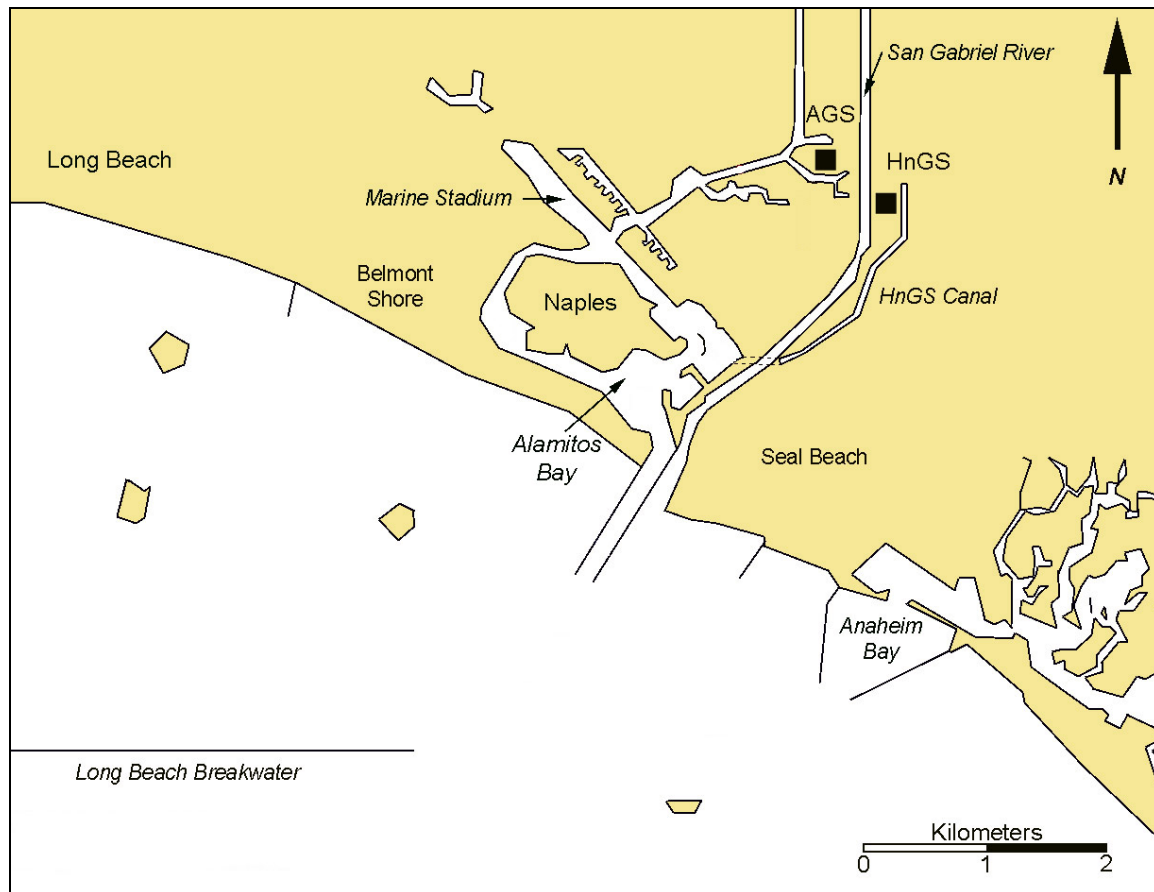 San Gabriel River
AGS
Long Beach
HnGS
N
Marine Stadium
Belmont
Shore
Naples
HnGS Canal
Alamitos
Bay
Seal Beach
Anaheim
Bay
Long Beach Breakwater
Kilometers
0 1 2